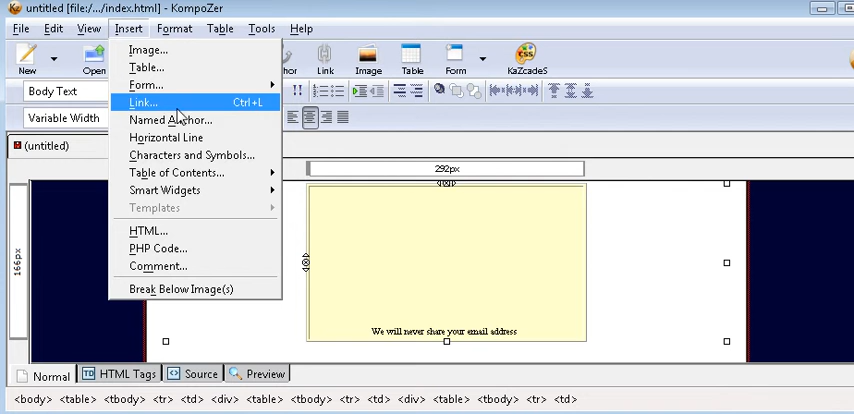 untitled [file:/.../index.html] - KompoZer
File Edit View Insert Format Table Tools Help
New Open Link Image Table Form KaZcadeS
Body Text !!
Variable Width
(untitled)
Image...
Table...
Form...
Link... Ctrl+L
Named Anchor...
Horizontal Line
Characters and Symbols...
Table of Contents...
Smart Widgets
Templates
HTML...
PHP Code...
Comment...
Break Below Image(s)
292px
166px
We will never share your email address
Normal TD HTML Tags Source Preview
<body> <table> <tbody> <tr> <td> <div> <table> <tbody> <tr> <td> <div> <table> <tbody> <tr> <td>